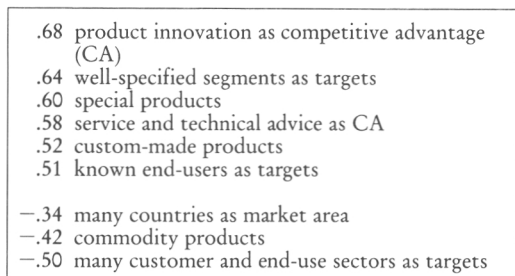 .68 product innovation as competitive advantage
(CA)
.64 well-specified segments as targets
.60 special products
.58 service and technical advice as CA
.52 custom-made products
.51 known end-users as targets
−.34 many countries as market area
−.42 commodity products
−.50 many customer and end-use sectors as targets